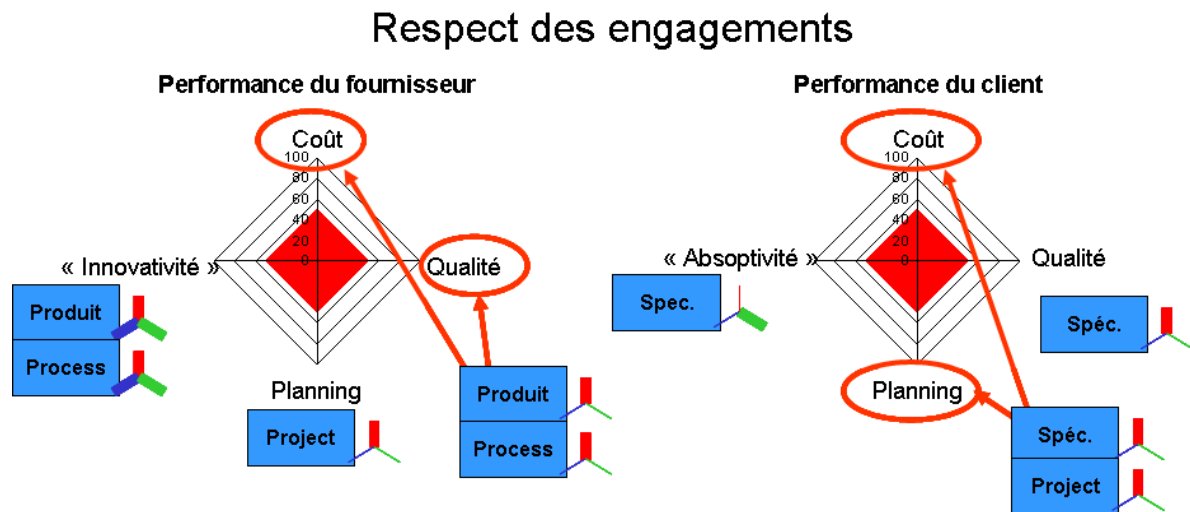 Respect des engagements
Performance du fournisseur
Coût
100
80
60
40
20
0
« Innovativité »
Qualité
Produit
Process
Planning
Project
Produit
Process
Performance du client
Coût
100
80
60
40
20
0
« Absoptivité »
Qualité
Spec.
Spéc.
Planning
Spéc.
Project